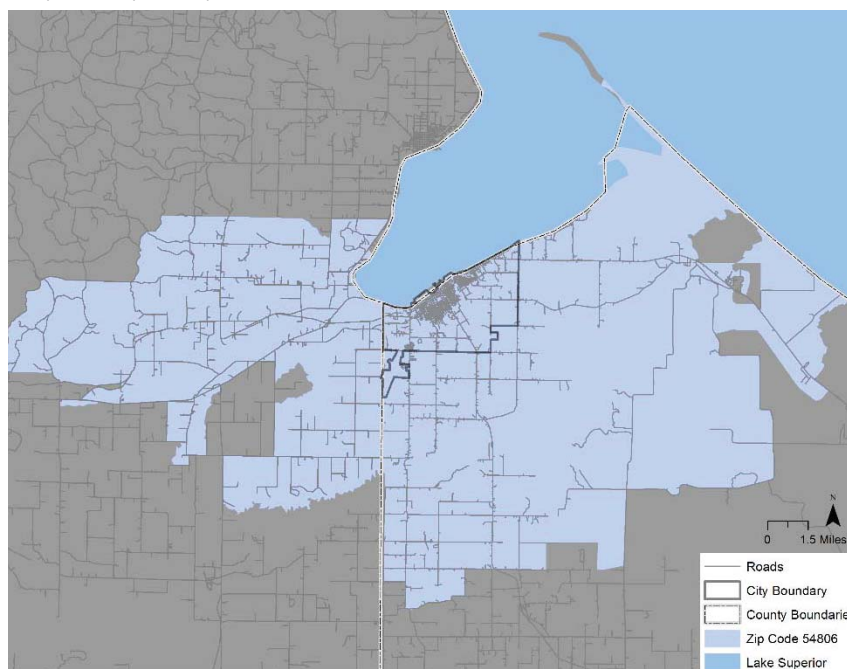 N
0 1.5 Miles
Roads
City Boundary
County Boundarie
Zip Code 54806
Lake Superior